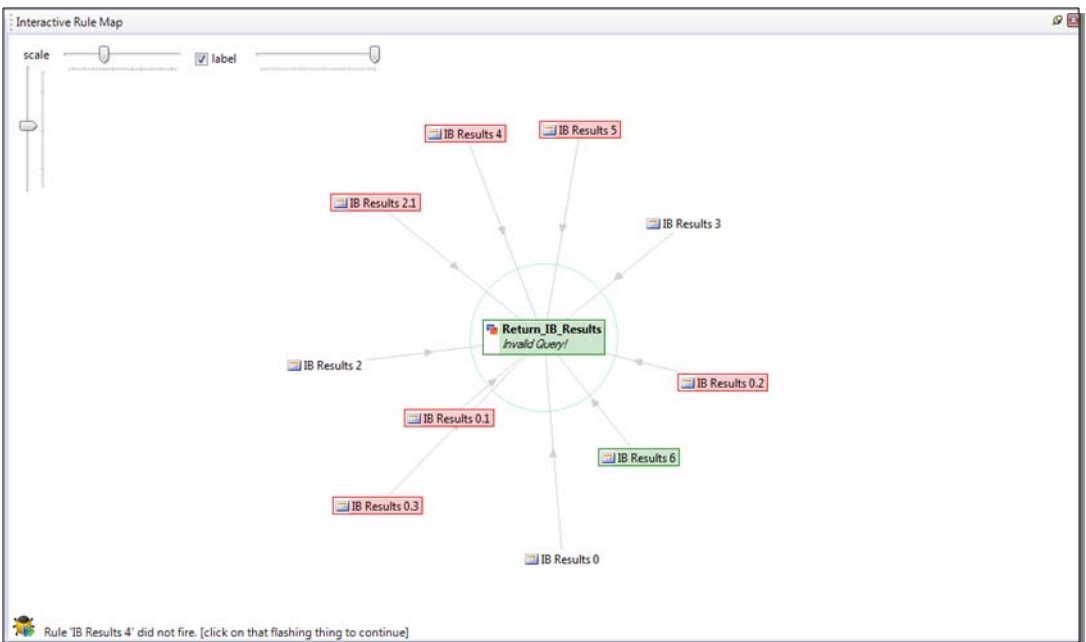 Interactive Rule Map
scale
label
IB Results 4
IB Results 5
IB Results 2.1
IB Results 3
Return_IB_Results
Invalid Query!
IB Results 2
IB Results 0.2
IB Results 0.1
IB Results 6
IB Results 0.3
IB Results 0
Rule 'IB Results 4' did not fire. [click on that flashing thing to continue]